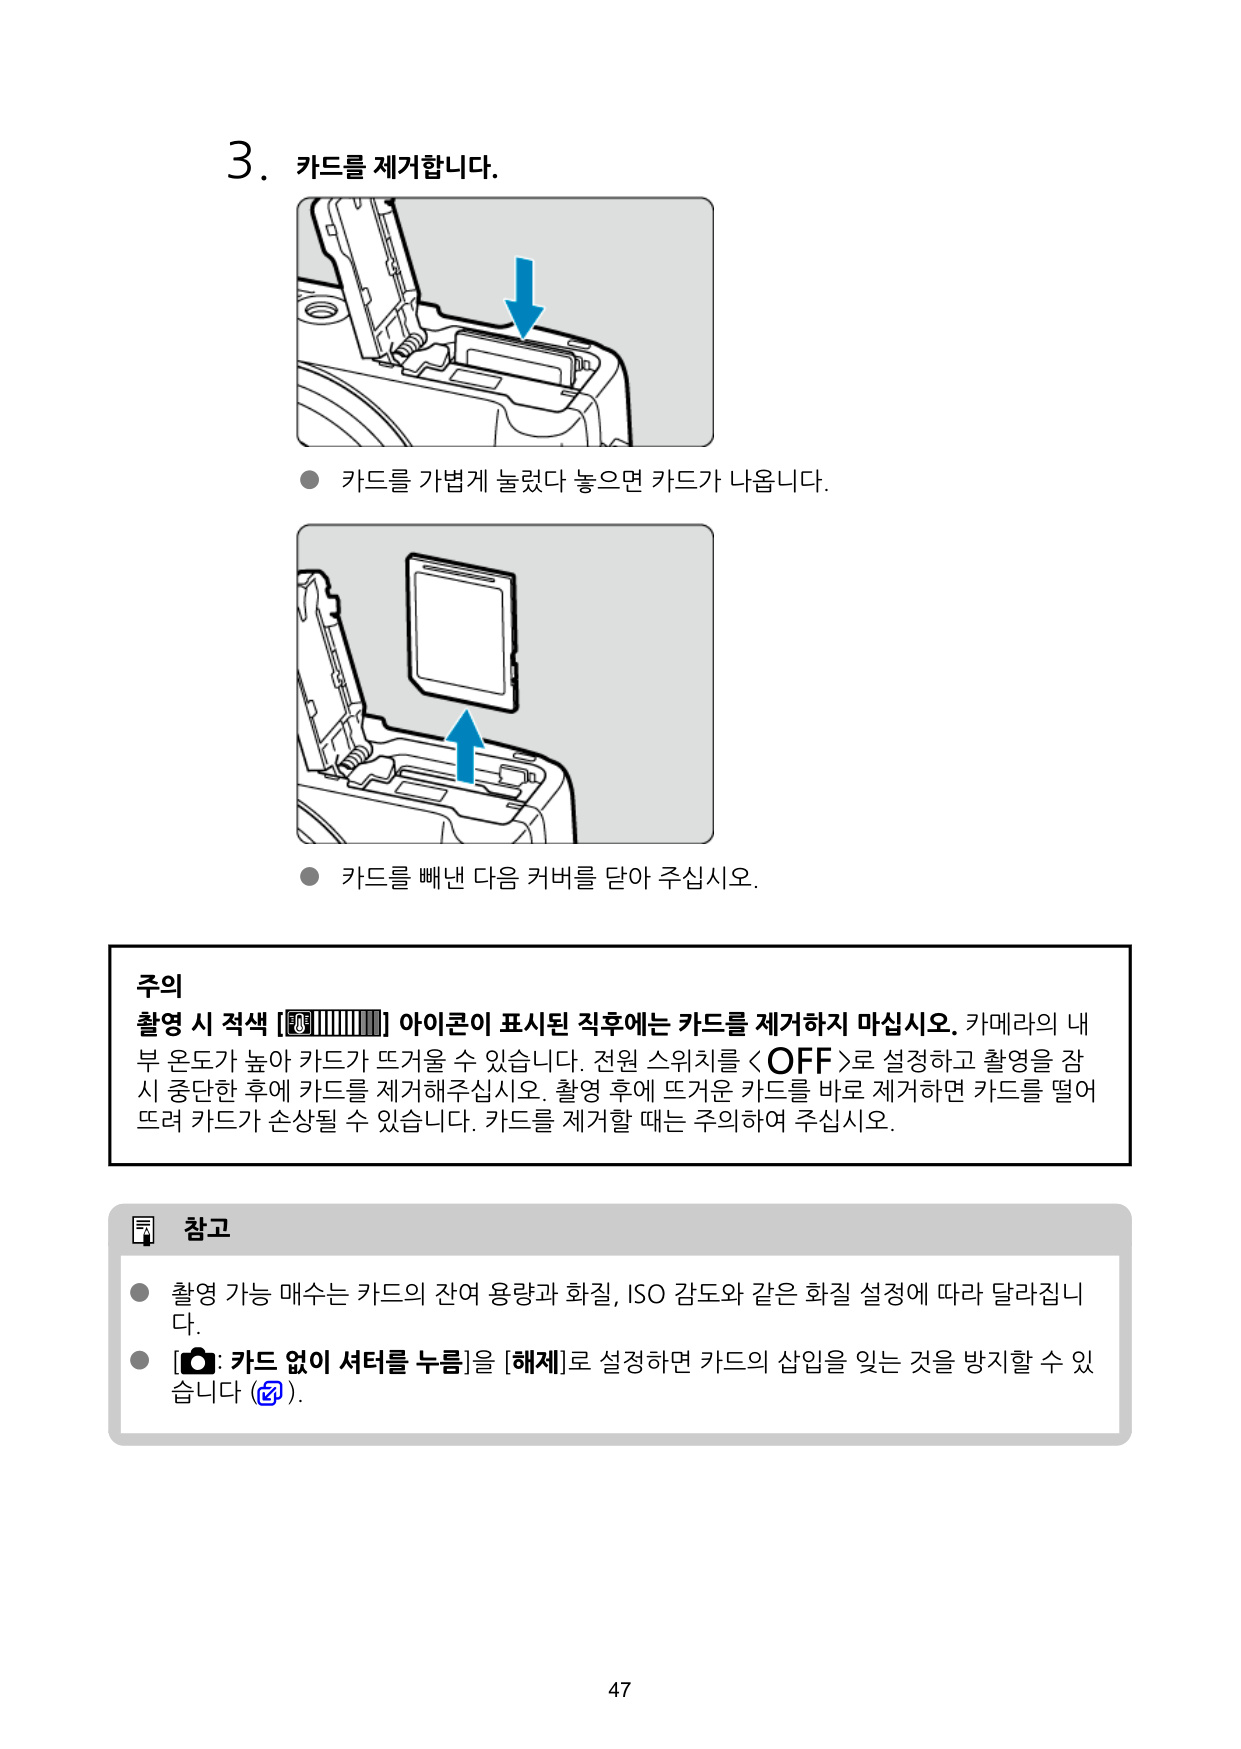 3. 카드를 제거합니다.
● 카드를 가볍게 눌렀다 놓으면 카드가 나옵니다.
● 카드를 빼낸 다음 커버를 닫아 주십시오.
주의
촬영 시 적색 [] 아이콘이 표시된 직후에는 카드를 제거하지 마십시오. 카메라의 내
부 온도가 높아 카드가 뜨거울 수 있습니다. 전원 스위치를 <OFF>로 설정하고 촬영을 잠
시 중단한 후에 카드를 제거해주십시오. 촬영 후에 뜨거운 카드를 바로 제거하면 카드를 떨어
뜨려 카드가 손상될 수 있습니다. 카드를 제거할 때는 주의하여 주십시오.
참고
● 촬영 가능 매수는 카드의 잔여 용량과 화질, ISO 감도와 같은 화질 설정에 따라 달라집니
다.
● [: 카드 없이 셔터를 누름]을 [해제]로 설정하면 카드의 삽입을 잊는 것을 방지할 수 있
습니다 ().
47